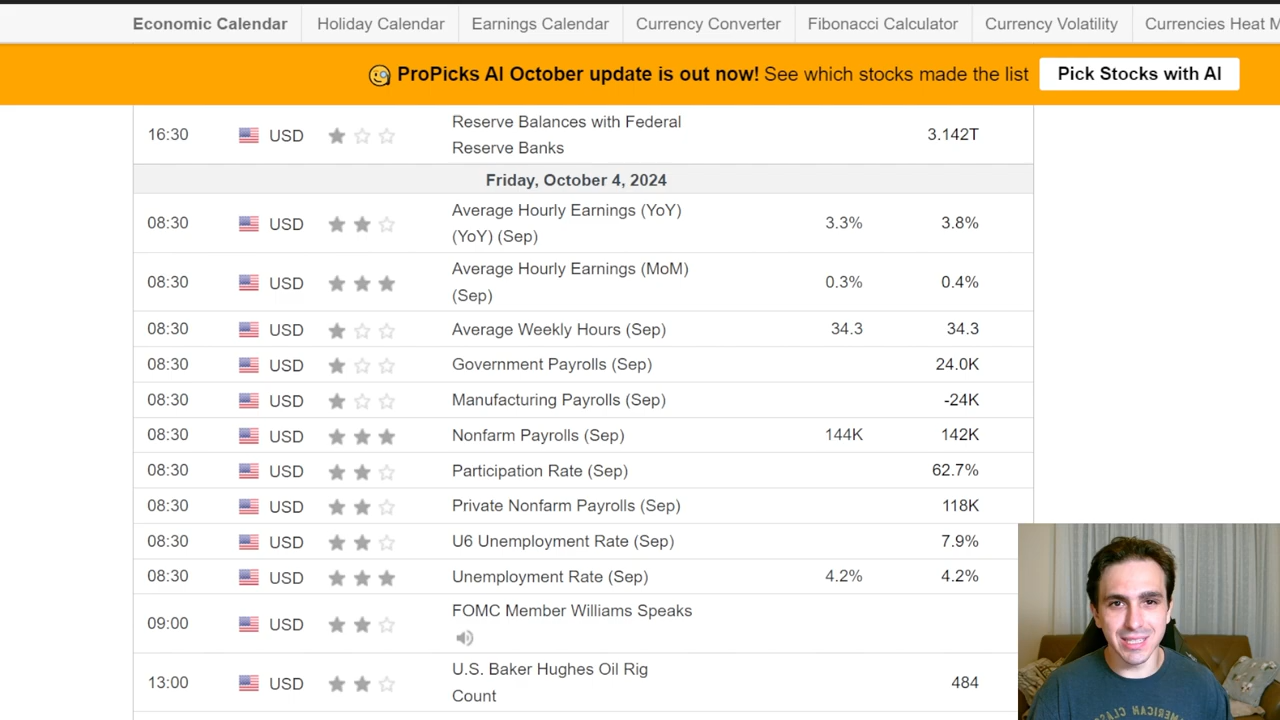 Economic Calendar Holiday Calendar Earnings Calendar Currency Converter Fibonacci Calculator Currency Volatility Currencies Heat M
ProPicks AI October update is out now! See which stocks made the list Pick Stocks with AI
16:30 USD Reserve Balances with Federal 3.142T
Reserve Banks
Friday, October 4, 2024
08:30 USD Average Hourly Earnings (YoY) 3.3% 3.8%
(YoY) (Sep)
08:30 USD Average Hourly Earnings (MoM) 0.3% 0.4%
(Sep)
08:30 USD Average Weekly Hours (Sep) 34.3 34.3
08:30 USD Government Payrolls (Sep) 24.0K
08:30 USD Manufacturing Payrolls (Sep) -24K
08:30 USD Nonfarm Payrolls (Sep) 144K 142K
08:30 USD Participation Rate (Sep) 62.7%
08:30 USD Private Nonfarm Payrolls (Sep) 118K
08:30 USD U6 Unemployment Rate (Sep) 7.9%
08:30 USD Unemployment Rate (Sep) 4.2% 4.2%
09:00 USD FOMC Member Williams Speaks
13:00 USD U.S. Baker Hughes Oil Rig 484
Count
AMERICAN CLAS